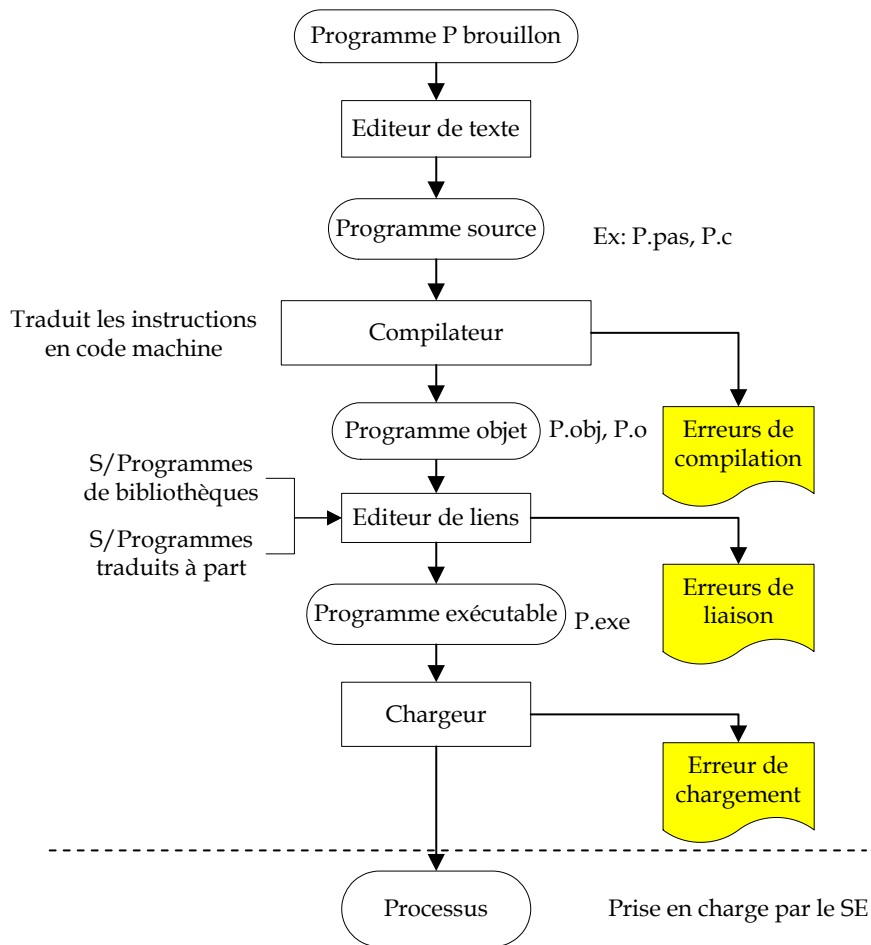 Programme P brouillon
Editeur de texte
Programme source
Ex: P.pas, P.c
Traduit les instructions
en code machine
Compilateur
Programme objet
P.obj, P.o
Erreurs de
compilation
S/Programmes
de bibliothèques
Editeur de liens
S/Programmes
traduits à part
Erreurs de
liaison
Programme exécutable
P.exe
Chargeur
Erreur de
chargement
Processus
Prise en charge par le SE